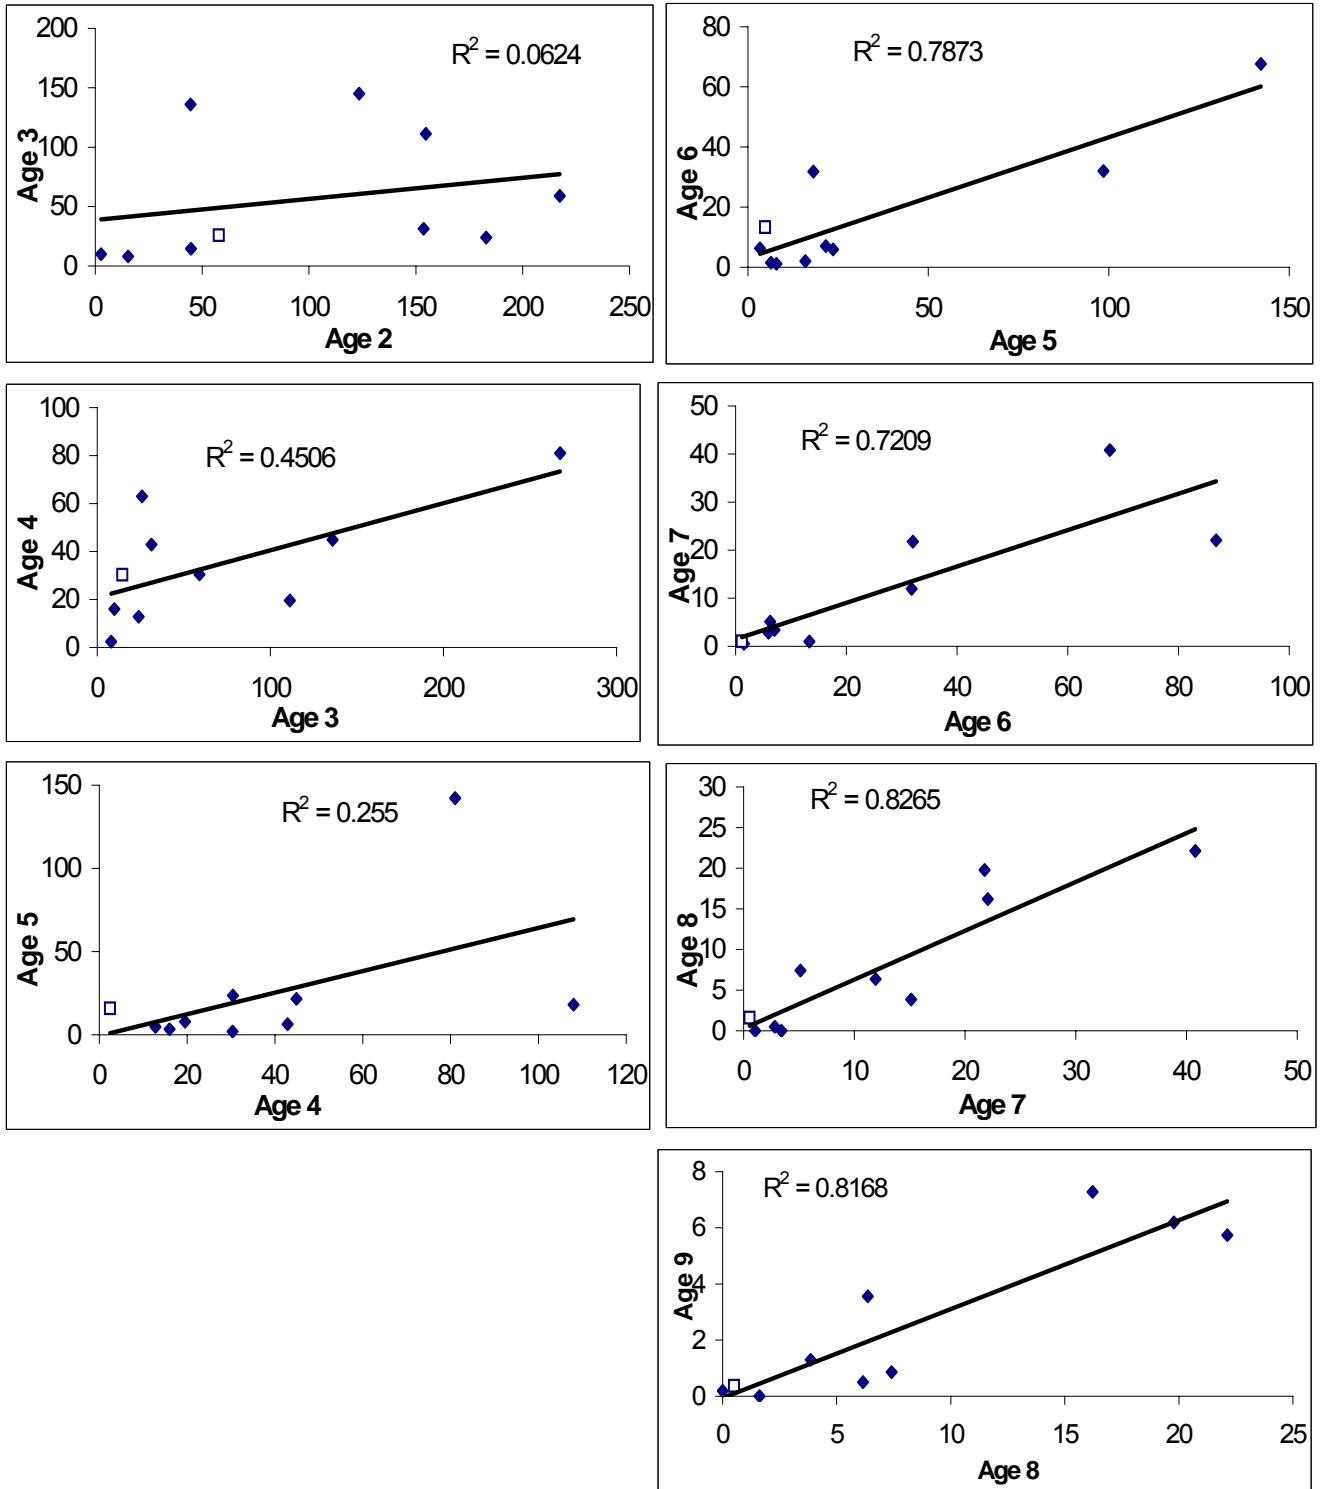 R² = 0.0624
200
150
100
50
0
Age 3
0 50 100 150 200 250
Age 2
R² = 0.7873
80
60
40
20
0
Age 6
0 50 100 150
Age 5
R² = 0.4506
100
80
60
40
20
0
Age 4
0 100 200 300
Age 3
R² = 0.7209
50
40
30
20
10
0
Age 7
0 20 40 60 80 100
Age 6
R² = 0.255
150
100
50
0
Age 5
0 20 40 60 80 100 120
Age 4
R² = 0.8265
30
25
20
15
10
5
0
Age 8
0 10 20 30 40 50
Age 7
R² = 0.8168
8
6
4
2
0
Age 9
0 5 10 15 20 25
Age 8